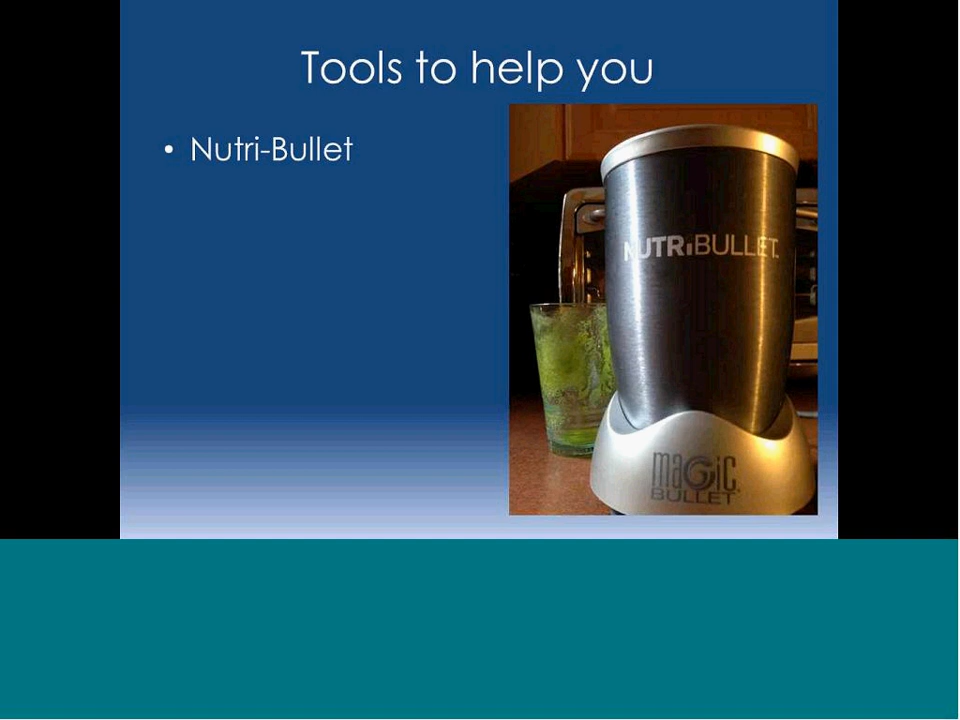 Tools to help you
• Nutri-Bullet
NUTRiBULLET.
maGic
BULLET